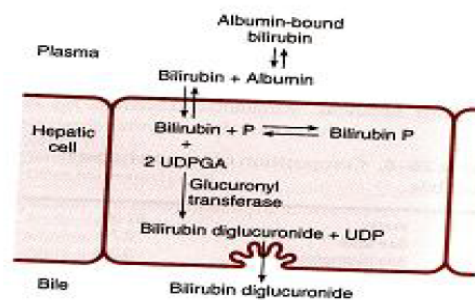 Albumin-bound
bilirubin
Plasma
Bilirubin + Albumin
Hepatic
cell
Bilirubin + P
Bilirubin P
+
2 UDPGA
Glucuronyl
transferase
Bilirubin diglucuronide + UDP
Bile
Bilirubin diglucuronide